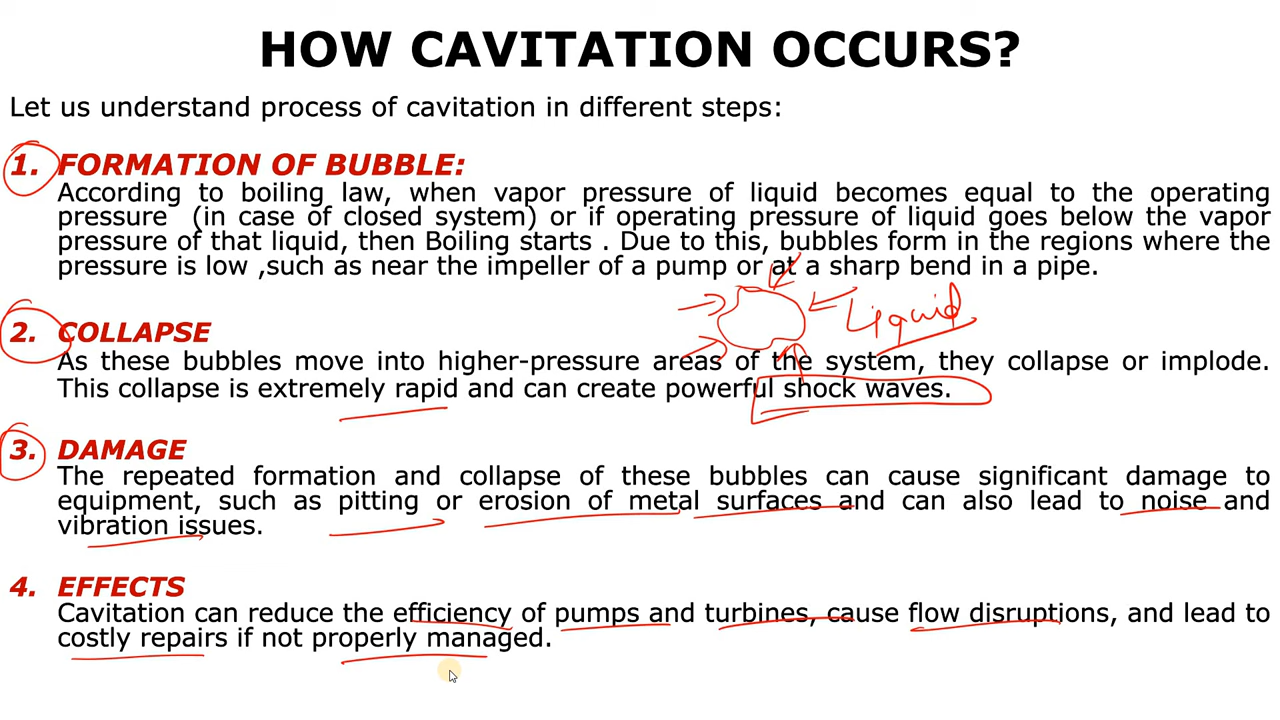 HOW CAVITATION OCCURS?
Let us understand process of cavitation in different steps:
1. FORMATION OF BUBBLE:
According to boiling law, when vapor pressure of liquid becomes equal to the operating
pressure (in case of closed system) or if operating pressure of liquid goes below the vapor
pressure of that liquid, then Boiling starts . Due to this, bubbles form in the regions where the
pressure is low ,such as near the impeller of a pump or at a sharp bend in a pipe.
Liquid
2. COLLAPSE
As these bubbles move into higher-pressure areas of the system, they collapse or implode.
This collapse is extremely rapid and can create powerful shock waves.
3. DAMAGE
The repeated formation and collapse of these bubbles can cause significant damage to
equipment, such as pitting or erosion of metal surfaces and can also lead to noise and
vibration issues.
4. EFFECTS
Cavitation can reduce the efficiency of pumps and turbines, cause flow disruptions, and lead to
costly repairs if not properly managed.